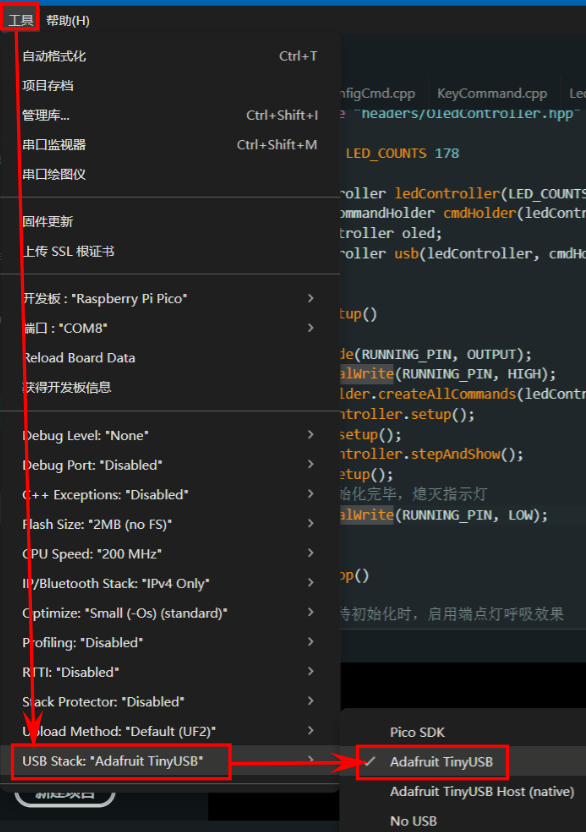 工具 帮助(H)
自动格式化 Ctrl+T
项目存档
管理库... Ctrl+Shift+I
串口监视器 Ctrl+Shift+M
串口绘图仪
固件更新
上传 SSL 根证书
开发板 : "Raspberry Pi Pico"
端口 : "COM8"
Reload Board Data
获得开发板信息
Debug Level: "None"
Debug Port: "Disabled"
C++ Exceptions: "Disabled"
Flash Size: "2MB (no FS)"
CPU Speed: "200 MHz"
IP/Bluetooth Stack: "IPv4 Only"
Optimize: "Small (-Os) (standard)"
Profiling: "Disabled"
RTTI: "Disabled"
Stack Protector: "Disabled"
Upload Method: "Default (UF2)"
USB Stack: "Adafruit TinyUSB"
新建项目
Pico SDK
Adafruit TinyUSB
Adafruit TinyUSB Host (native)
No USB
nfigCmd.cpp KeyCommand.cpp Le
e "headers/OledController.hpp"
LED_COUNTS 178
roller ledController(LED_COUNTS
ommandHolder cmdHolder(ledContr
troller oled;
roller usb(ledController, cmdHo
tup()
de(RUNNING_PIN, OUTPUT);
alWrite(RUNNING_PIN, HIGH);
lder.createAllCommands(ledContr
ntroller.setup();
setup();
ntroller.stepAndShow();
etup();
始化完毕，熄灭指示灯
alWrite(RUNNING_PIN, LOW);
op()
待初始化时，启用端点灯呼吸效果